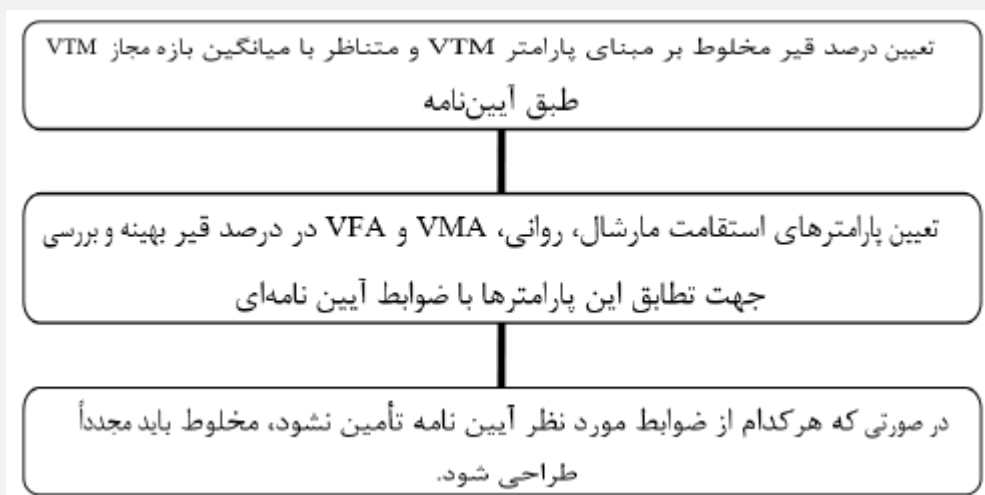 تعیین درصد قیر مخلوط بر مبنای پارامتر VTM و متناظر با میانگین بازه مجاز VTM
طبق آیین‌نامه
تعیین پارامترهای استقامت مارشال، روانی، VMA و VFA در درصد قیر بهینه و بررسی
جهت تطابق این پارامترها با ضوابط آیین نامه‌ای
در صورتی که هرکدام از ضوابط مورد نظر آیین نامه تأمین نشود، مخلوط باید مجدداً
طراحی شود.